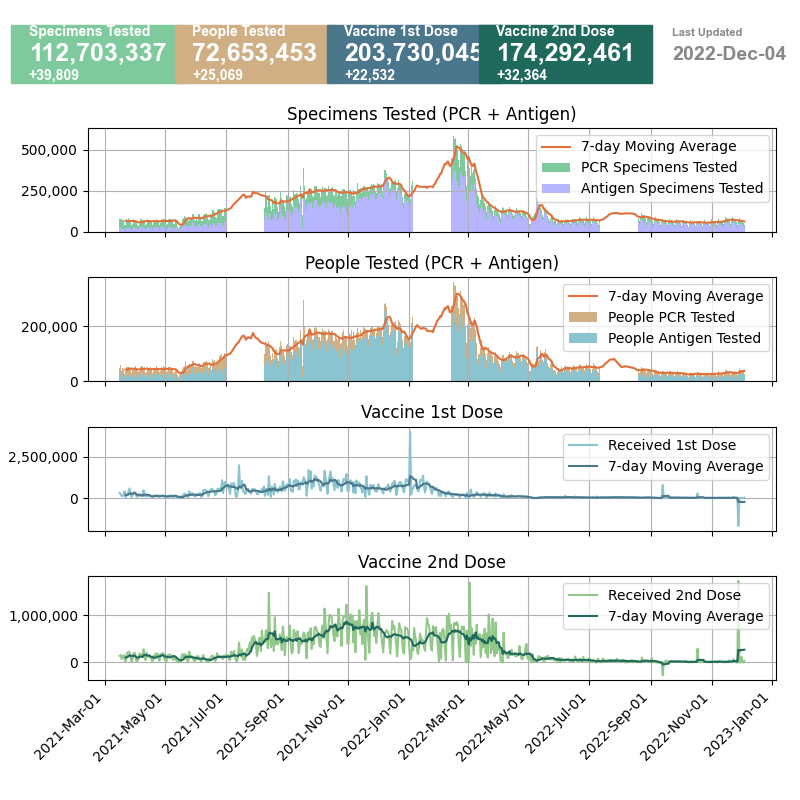 Specimens Tested
112,703,337
+39,809
People Tested
72,653,453
+25,069
Vaccine 1st Dose
203,730,045
+22,532
Vaccine 2nd Dose
174,292,461
+32,364
Last Updated
2022-Dec-04
Specimens Tested (PCR + Antigen)
500,000
250,000
0
7-day Moving Average
PCR Specimens Tested
Antigen Specimens Tested
People Tested (PCR + Antigen)
200,000
0
7-day Moving Average
People PCR Tested
People Antigen Tested
Vaccine 1st Dose
2,500,000
0
Received 1st Dose
7-day Moving Average
Vaccine 2nd Dose
1,000,000
0
Received 2nd Dose
7-day Moving Average
2021-Mar-01
2021-May-01
2021-Jul-01
2021-Sep-01
2021-Nov-01
2022-Jan-01
2022-Mar-01
2022-May-01
2022-Jul-01
2022-Sep-01
2022-Nov-01
2023-Jan-01